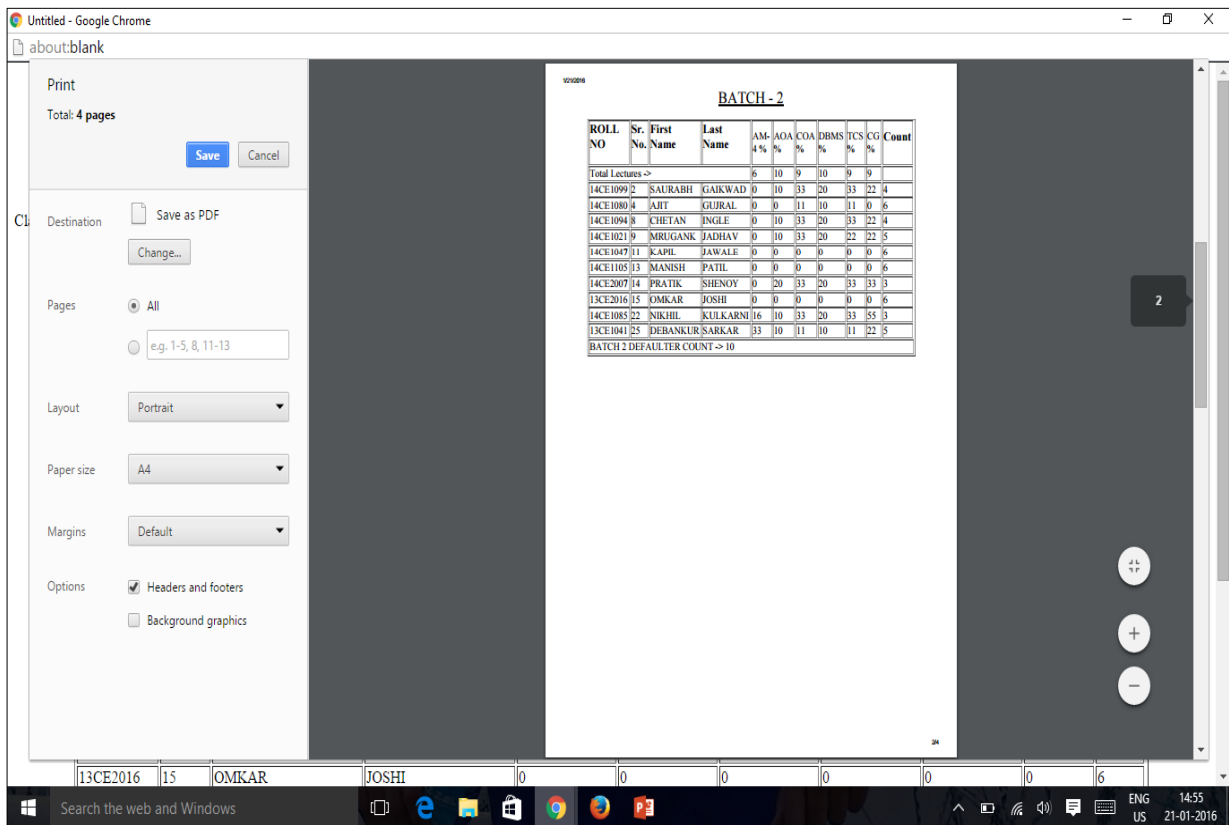 Untitled - Google Chrome
about:blank
Print
Total: 4 pages
Save Cancel
Destination Save as PDF
Change...
Pages All
e.g. 1-5, 8, 11-13
Layout Portrait
Paper size A4
Margins Default
Options Headers and footers
Background graphics
1/21/2016
BATCH - 2
ROLL NO Sr. No. First Name Last Name AM-4 % AOA % COA % DBMS % TCS % CG % Count
Total Lectures -> 6 10 9 10 9 9
14CE1099 2 SAURABH GAIKWAD 0 10 33 20 33 22 4
14CE1080 4 AJIT GUJRAL 0 0 11 10 11 0 6
14CE1094 8 CHETAN INGLE 0 10 33 20 33 22 4
14CE1021 9 MRUGANK JADHAV 0 10 33 20 22 22 5
14CE1047 11 KAPIL JAWALE 0 0 0 0 0 0 6
14CE1105 13 MANISH PATIL 0 0 0 0 0 0 6
14CE2007 14 PRATIK SHENOY 0 20 33 20 33 33 3
13CE2016 15 OMKAR JOSHI 0 0 0 0 0 0 6
14CE1085 22 NIKHIL KULKARNI 16 10 33 20 33 55 3
13CE1041 25 DEBANKUR SARKAR 33 10 11 10 11 22 5
BATCH 2 DEFAULTER COUNT -> 10
2/4
2
Cl
13CE2016 15 OMKAR JOSHI 0 0 0 0 0 0 6
Search the web and Windows
ENG
US
14:55
21-01-2016